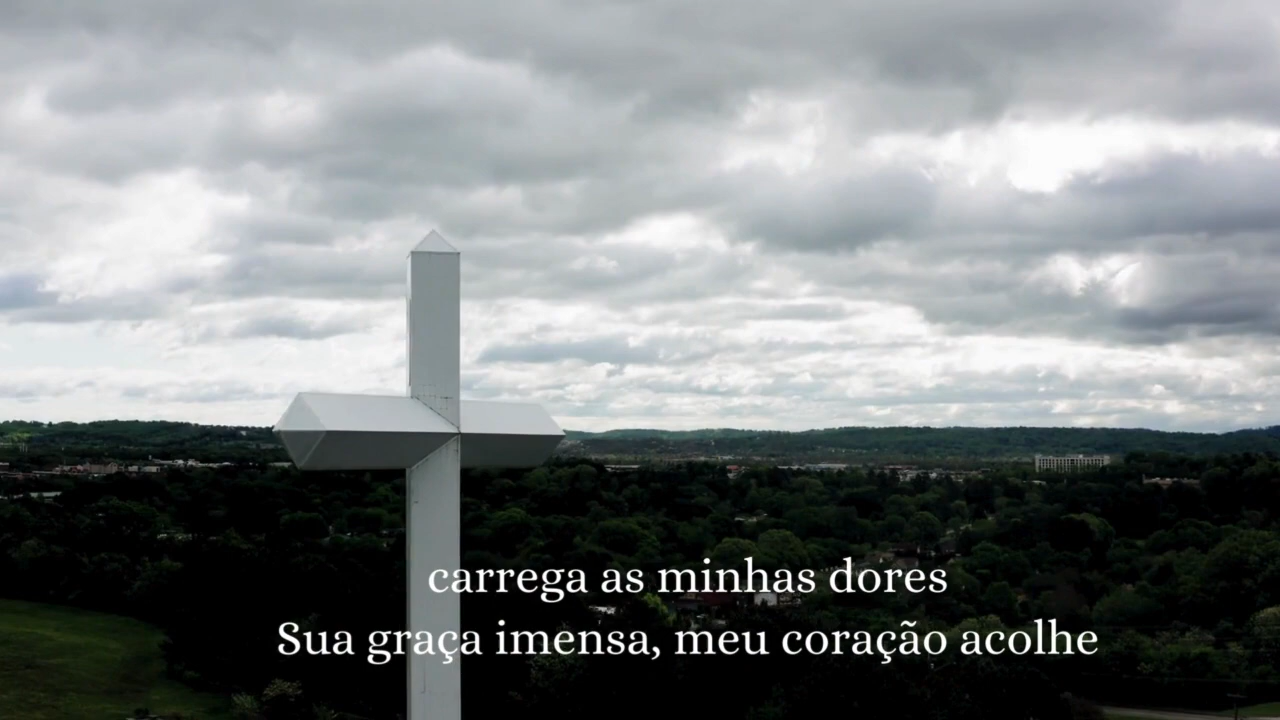 carrega as minhas dores
Sua graça imensa, meu coração acolhe